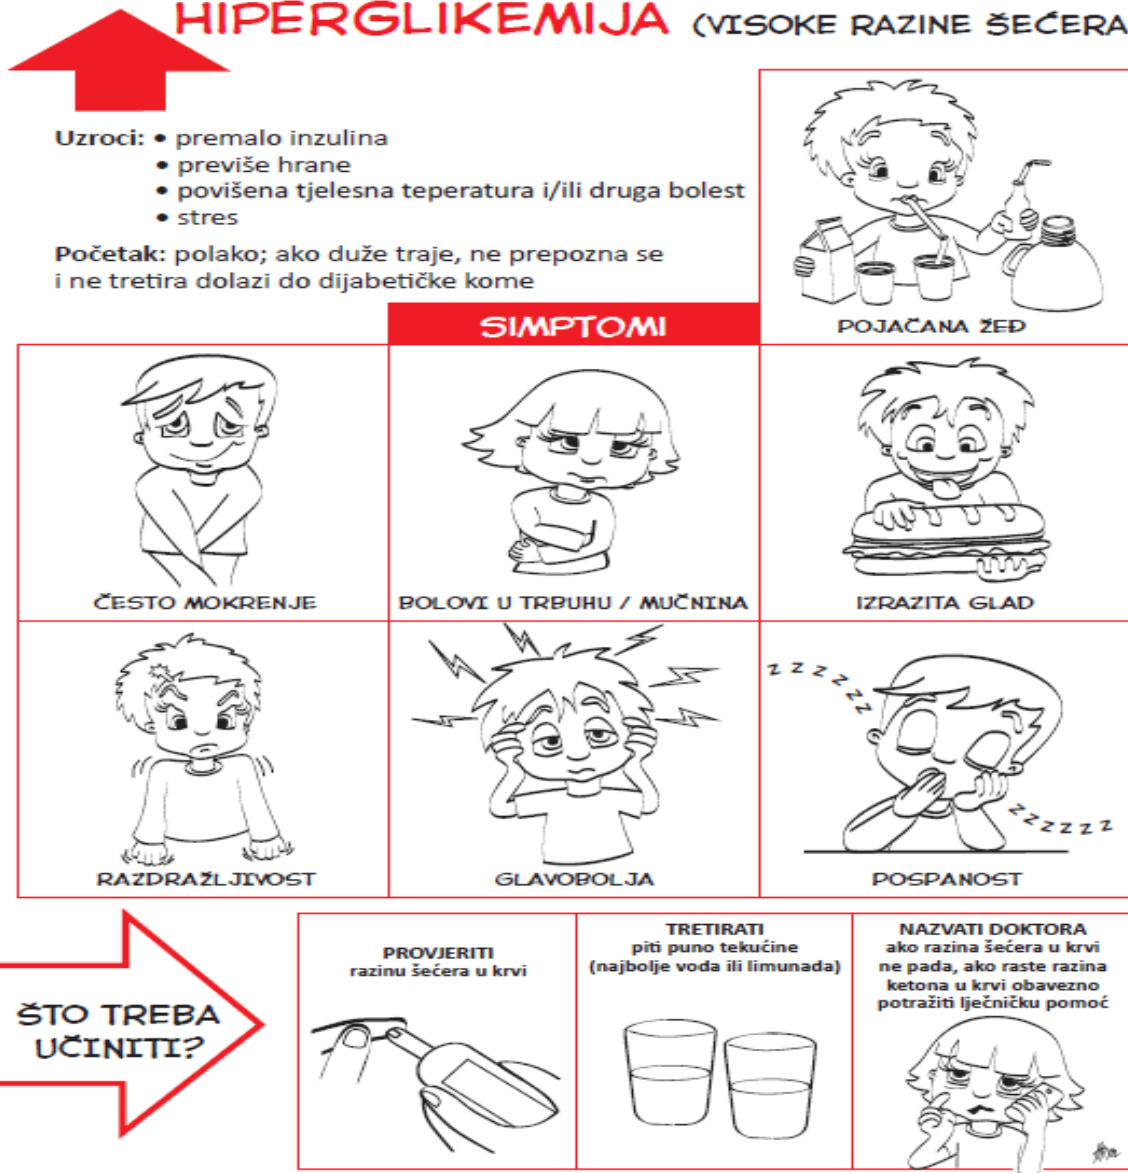 HIPERGLIKEMIJA (VISOKE RAZINE ŠEĆERA
Uzroci: • premalo inzulina
• previše hrane
• povišena tjelesna teperatura i/ili druga bolest
• stres
Početak: polako; ako duže traje, ne prepozna se
i ne tretira dolazi do dijabetičke kome
SIMPTOMI
POJAČANA ŽEĐ
ČESTO MOKRENJE
BOLOVI U TRBUHU / MUČNINA
IZRAZITA GLAD
z z z z z z z
z z z z z z
RAZDRAŽLJIVOST
GLAVOBOLJA
POSPANOST
ŠTO TREBA
UČINITI?
PROVJERITI
razinu šećera u krvi
TRETIRATI
piti puno tekućine
(najbolje voda ili limunada)
NAZVATI DOKTORA
ako razina šećera u krvi
ne pada, ako raste razina
ketona u krvi obavezno
potražiti lječničku pomoć